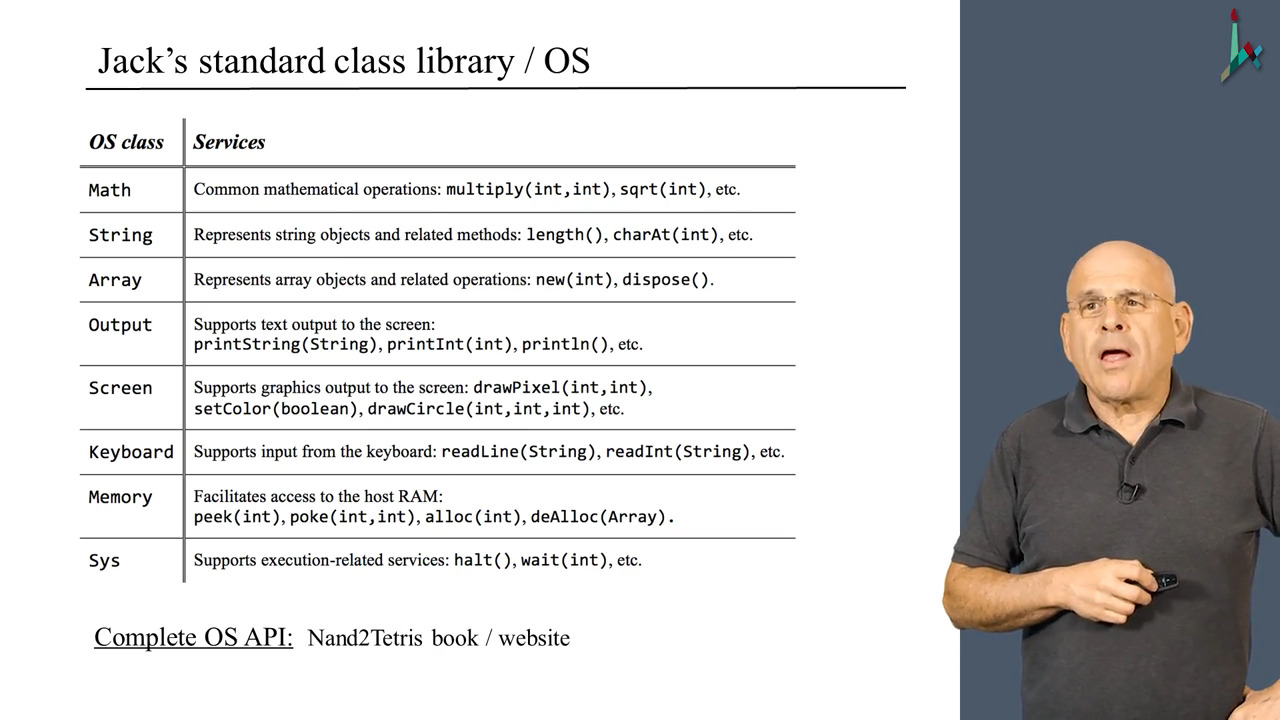 Jack's standard class library / OS
OS class Services
Math Common mathematical operations: multiply(int,int), sqrt(int), etc.
String Represents string objects and related methods: length(), charAt(int), etc.
Array Represents array objects and related operations: new(int), dispose().
Output Supports text output to the screen:
printString(String), printInt(int), println(), etc.
Screen Supports graphics output to the screen: drawPixel(int,int),
setColor(boolean), drawCircle(int,int,int), etc.
Keyboard Supports input from the keyboard: readLine(String), readInt(String), etc.
Memory Facilitates access to the host RAM:
peek(int), poke(int,int), alloc(int), deAlloc(Array).
Sys Supports execution-related services: halt(), wait(int), etc.
Complete OS API: Nand2Tetris book / website